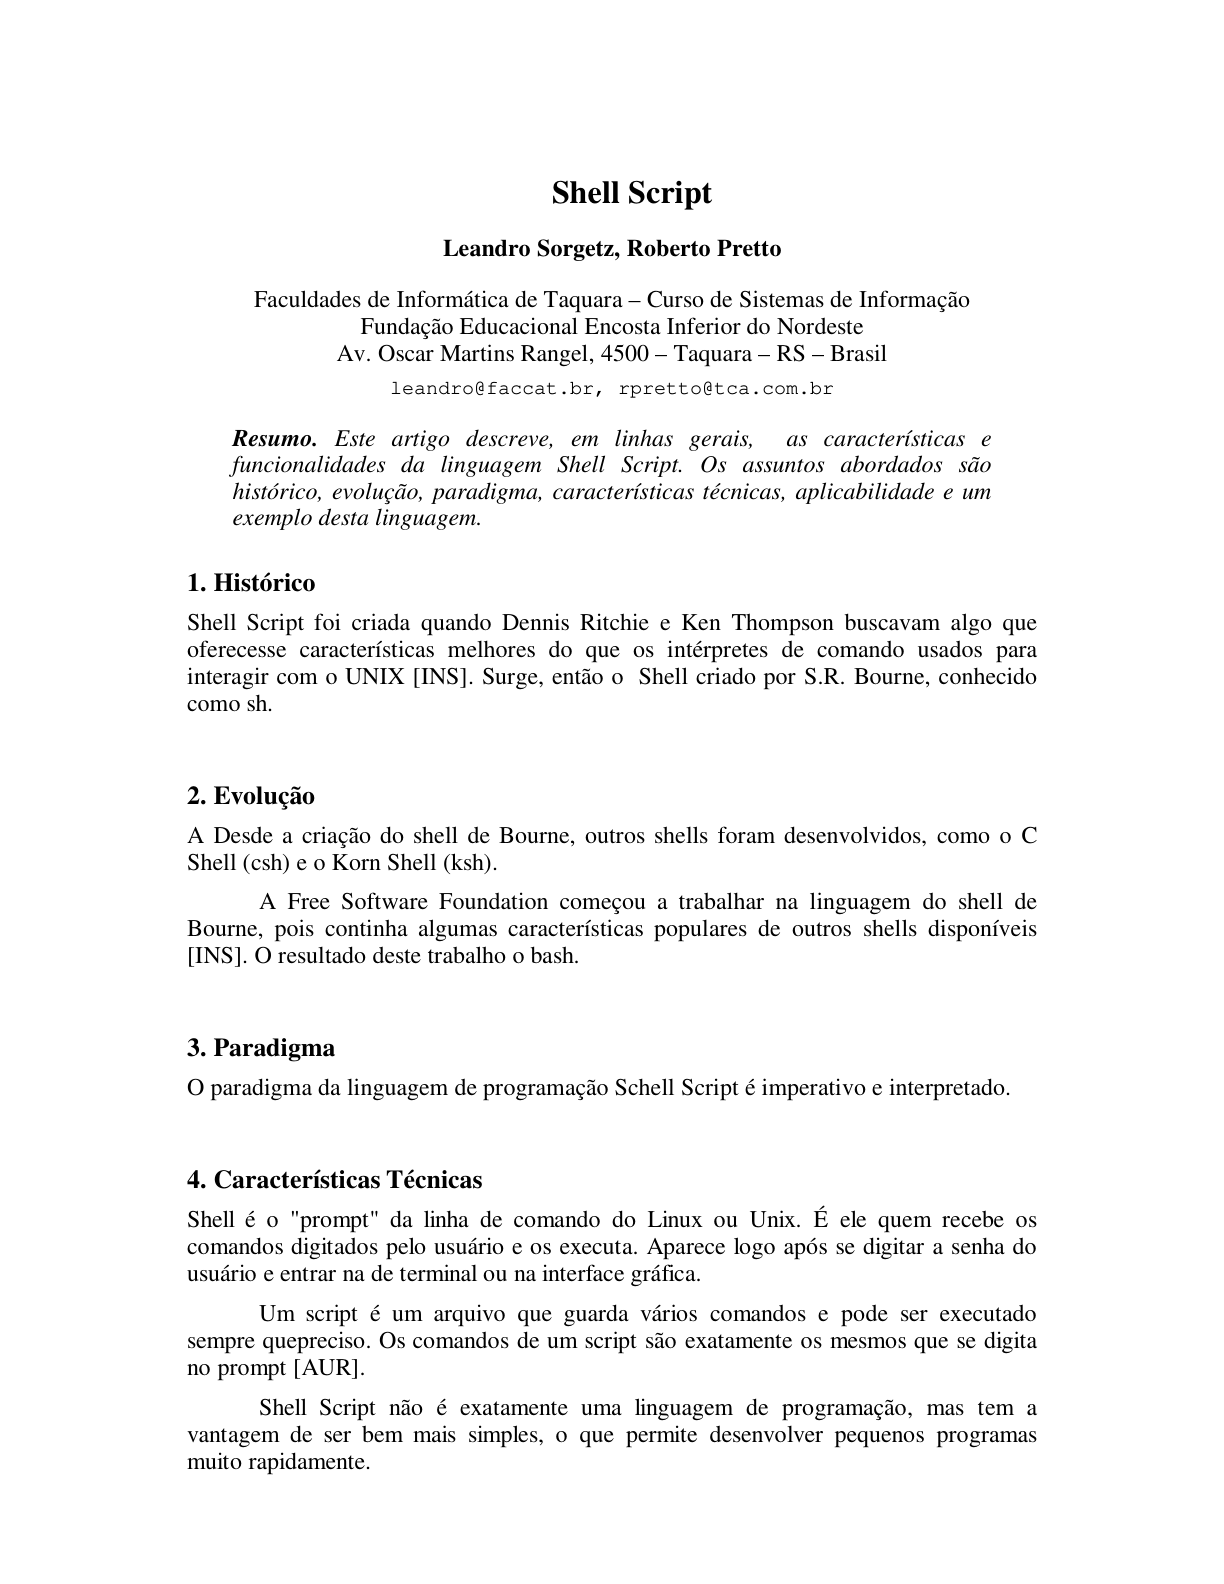 Shell Script
Leandro Sorgetz, Roberto Pretto
Faculdades de Informática de Taquara – Curso de Sistemas de Informação
Fundação Educacional Encosta Inferior do Nordeste
Av. Oscar Martins Rangel, 4500 – Taquara – RS – Brasil
leandro@faccat.br, rpretto@tca.com.br
Resumo. Este artigo descreve, em linhas gerais, as características e
funcionalidades da linguagem Shell Script. Os assuntos abordados são
histórico, evolução, paradigma, características técnicas, aplicabilidade e um
exemplo desta linguagem.
1. Histórico
Shell Script foi criada quando Dennis Ritchie e Ken Thompson buscavam algo que
oferecesse características melhores do que os intérpretes de comando usados para
interagir com o UNIX [INS]. Surge, então o Shell criado por S.R. Bourne, conhecido
como sh.
2. Evolução
A Desde a criação do shell de Bourne, outros shells foram desenvolvidos, como o C
Shell (csh) e o Korn Shell (ksh).
A Free Software Foundation começou a trabalhar na linguagem do shell de
Bourne, pois continha algumas características populares de outros shells disponíveis
[INS]. O resultado deste trabalho o bash.
3. Paradigma
O paradigma da linguagem de programação Schell Script é imperativo e interpretado.
4. Características Técnicas
Shell é o "prompt" da linha de comando do Linux ou Unix. É ele quem recebe os
comandos digitados pelo usuário e os executa. Aparece logo após se digitar a senha do
usuário e entrar na de terminal ou na interface gráfica.
Um script é um arquivo que guarda vários comandos e pode ser executado
sempre quepreciso. Os comandos de um script são exatamente os mesmos que se digita
no prompt [AUR].
Shell Script não é exatamente uma linguagem de programação, mas tem a
vantagem de ser bem mais simples, o que permite desenvolver pequenos programas
muito rapidamente.